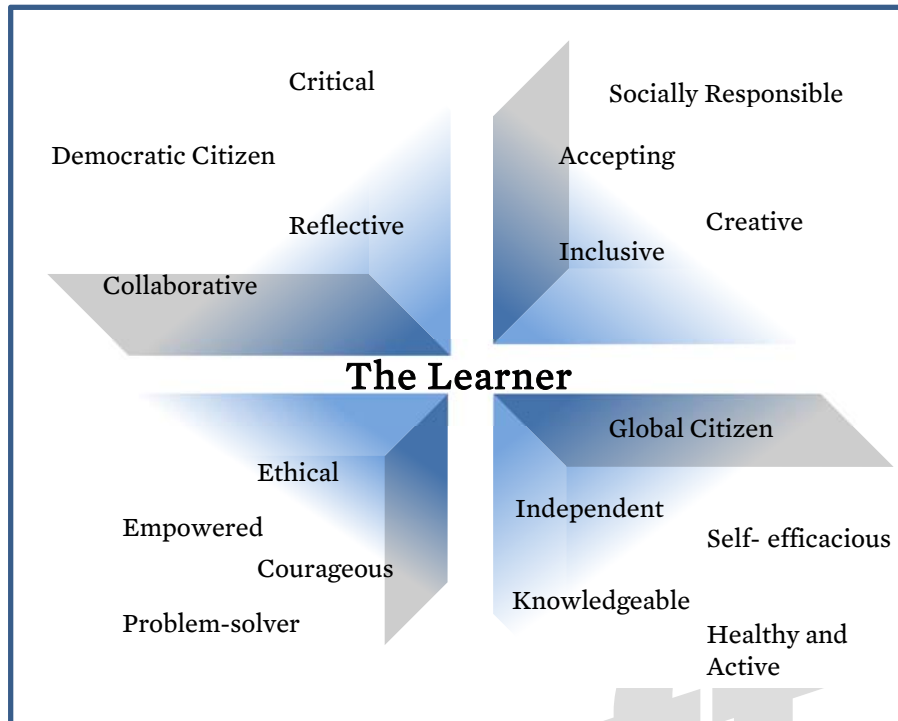 Critical
Socially Responsible
Democratic Citizen
Accepting
Reflective
Creative
Inclusive
Collaborative
The Learner
Global Citizen
Ethical
Independent
Empowered
Self- efficacious
Courageous
Knowledgeable
Problem-solver
Healthy and
Active